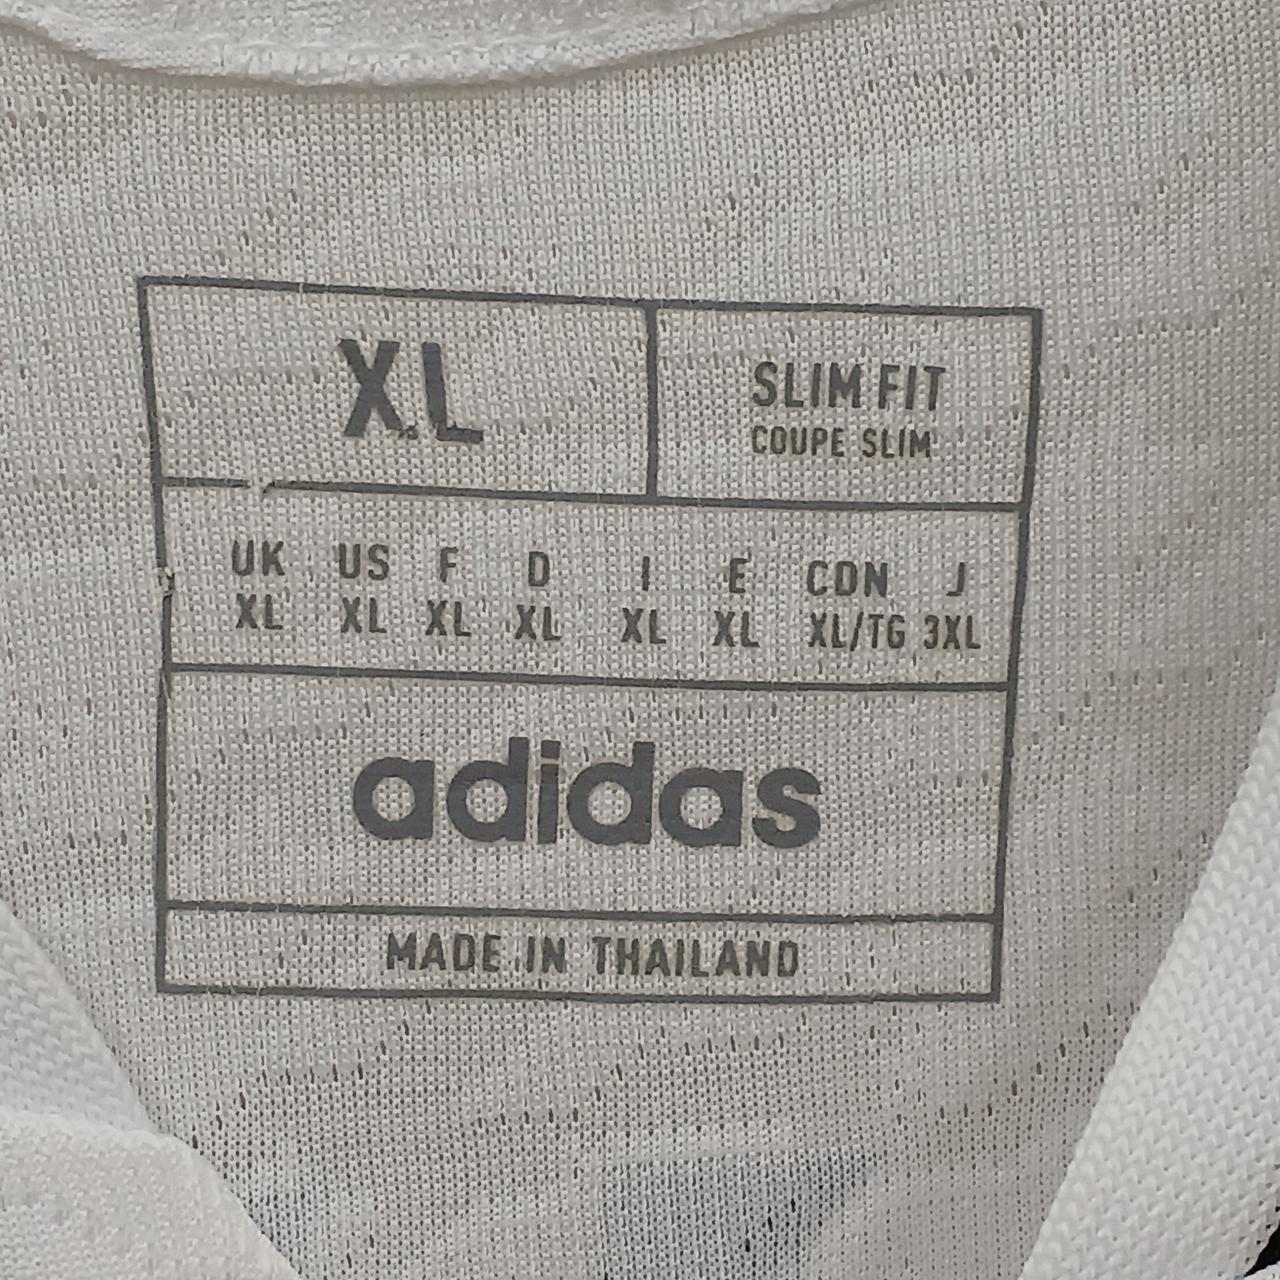 XL
SLIM FIT
COUPE SLIM
UK US F D I E CDN J
XL XL XL XL XL XL XL/TG 3XL
adidas
MADE IN THAILAND